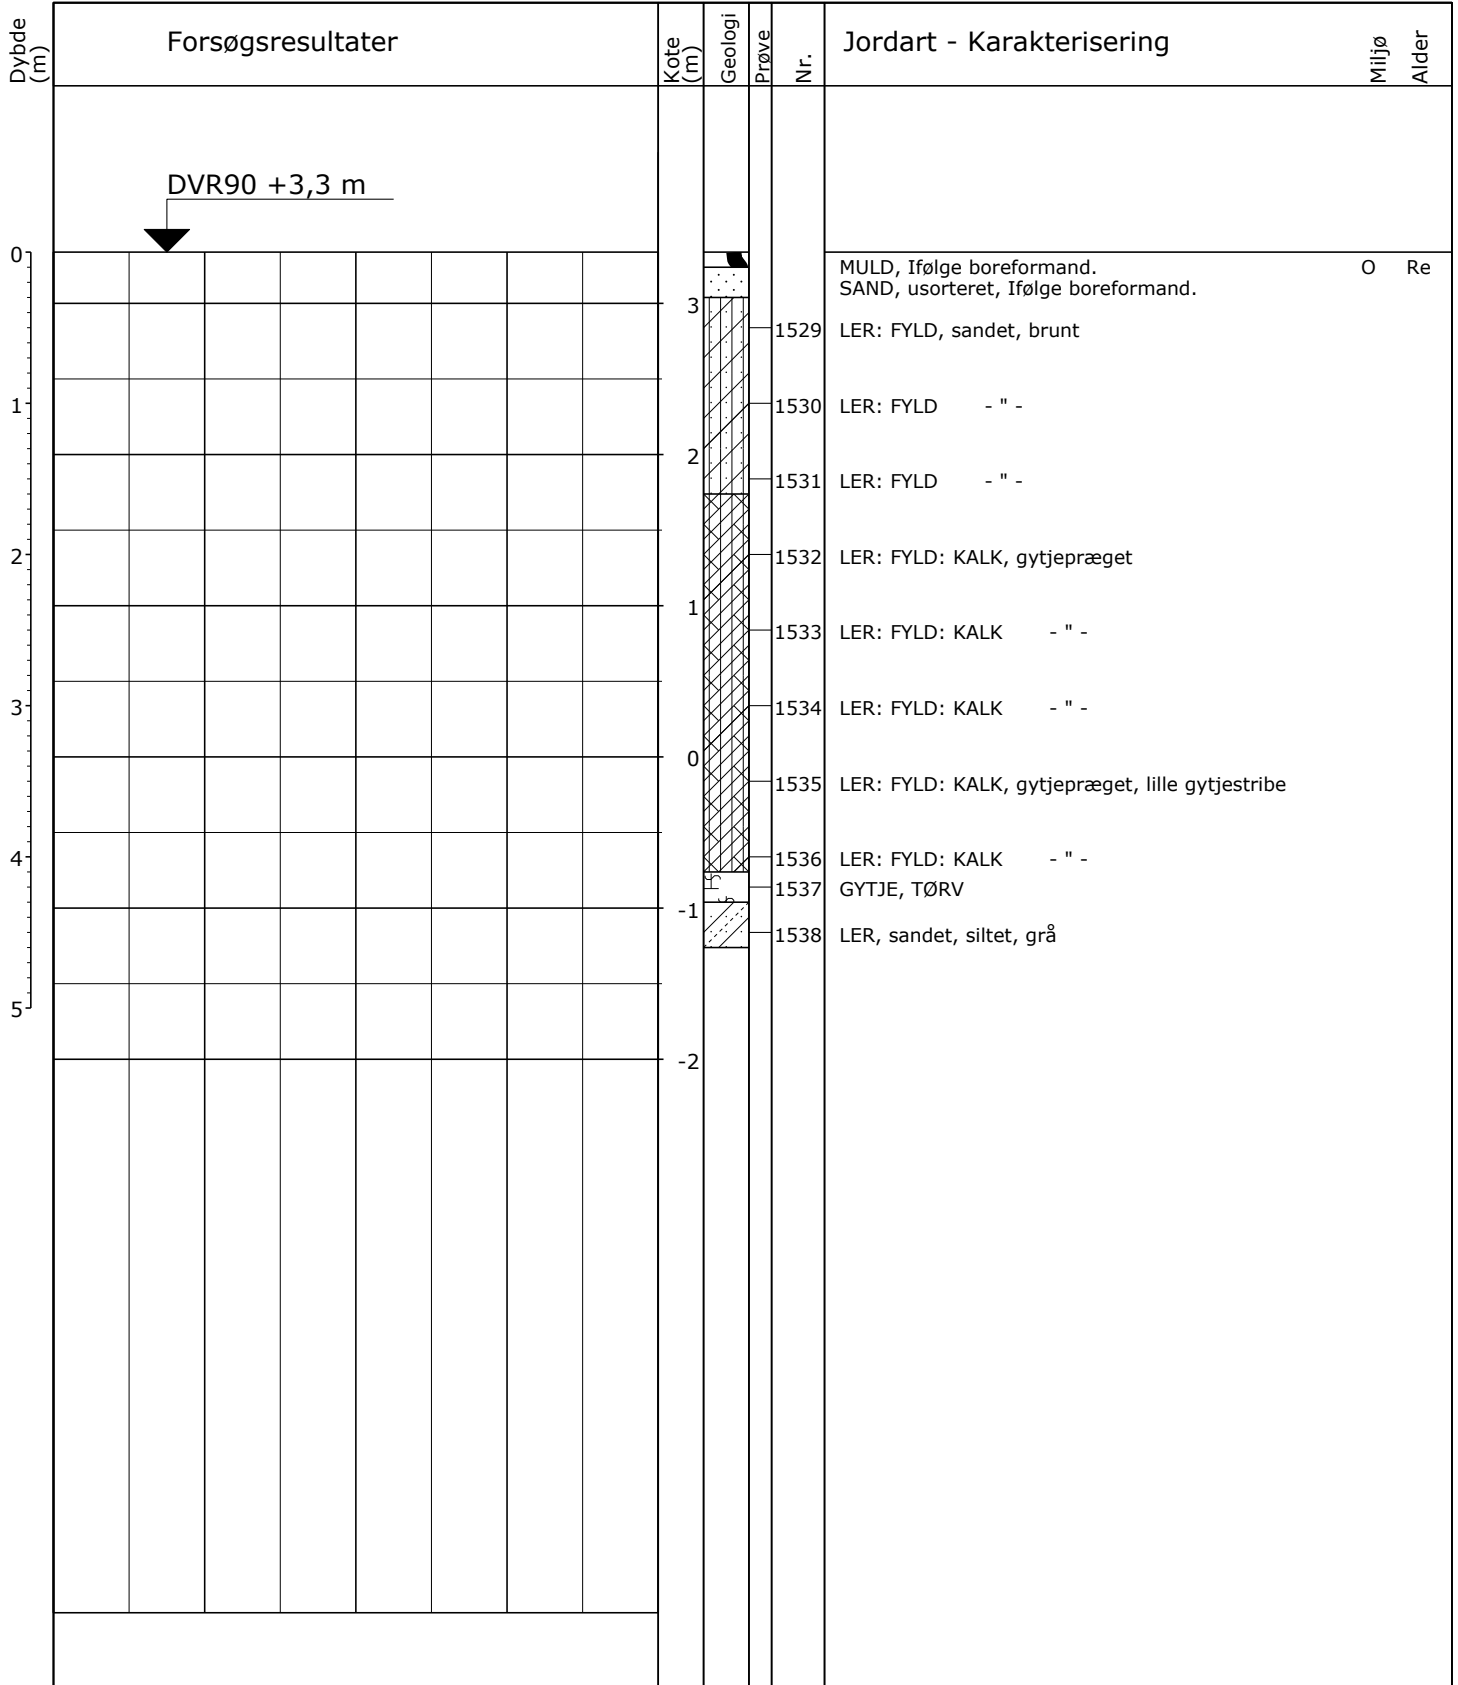 Dybde (m)
Forsøgsresultater
Kote (m)
Geologi
Prøve
Nr.
Jordart - Karakterisering
Miljø
Alder
DVR90 +3,3 m
0
MULD, Ifølge boreformand. O Re
SAND, usorteret, Ifølge boreformand.
3
1529 LER: FYLD, sandet, brunt
1
1530 LER: FYLD - " -
2
1531 LER: FYLD - " -
2
1532 LER: FYLD: KALK, gytjepræget
1
1533 LER: FYLD: KALK - " -
3
1534 LER: FYLD: KALK - " -
0
1535 LER: FYLD: KALK, gytjepræget, lille gytjestribe
4
1536 LER: FYLD: KALK - " -
1537 GYTJE, TØRV
-1
1538 LER, sandet, siltet, grå
5
-2